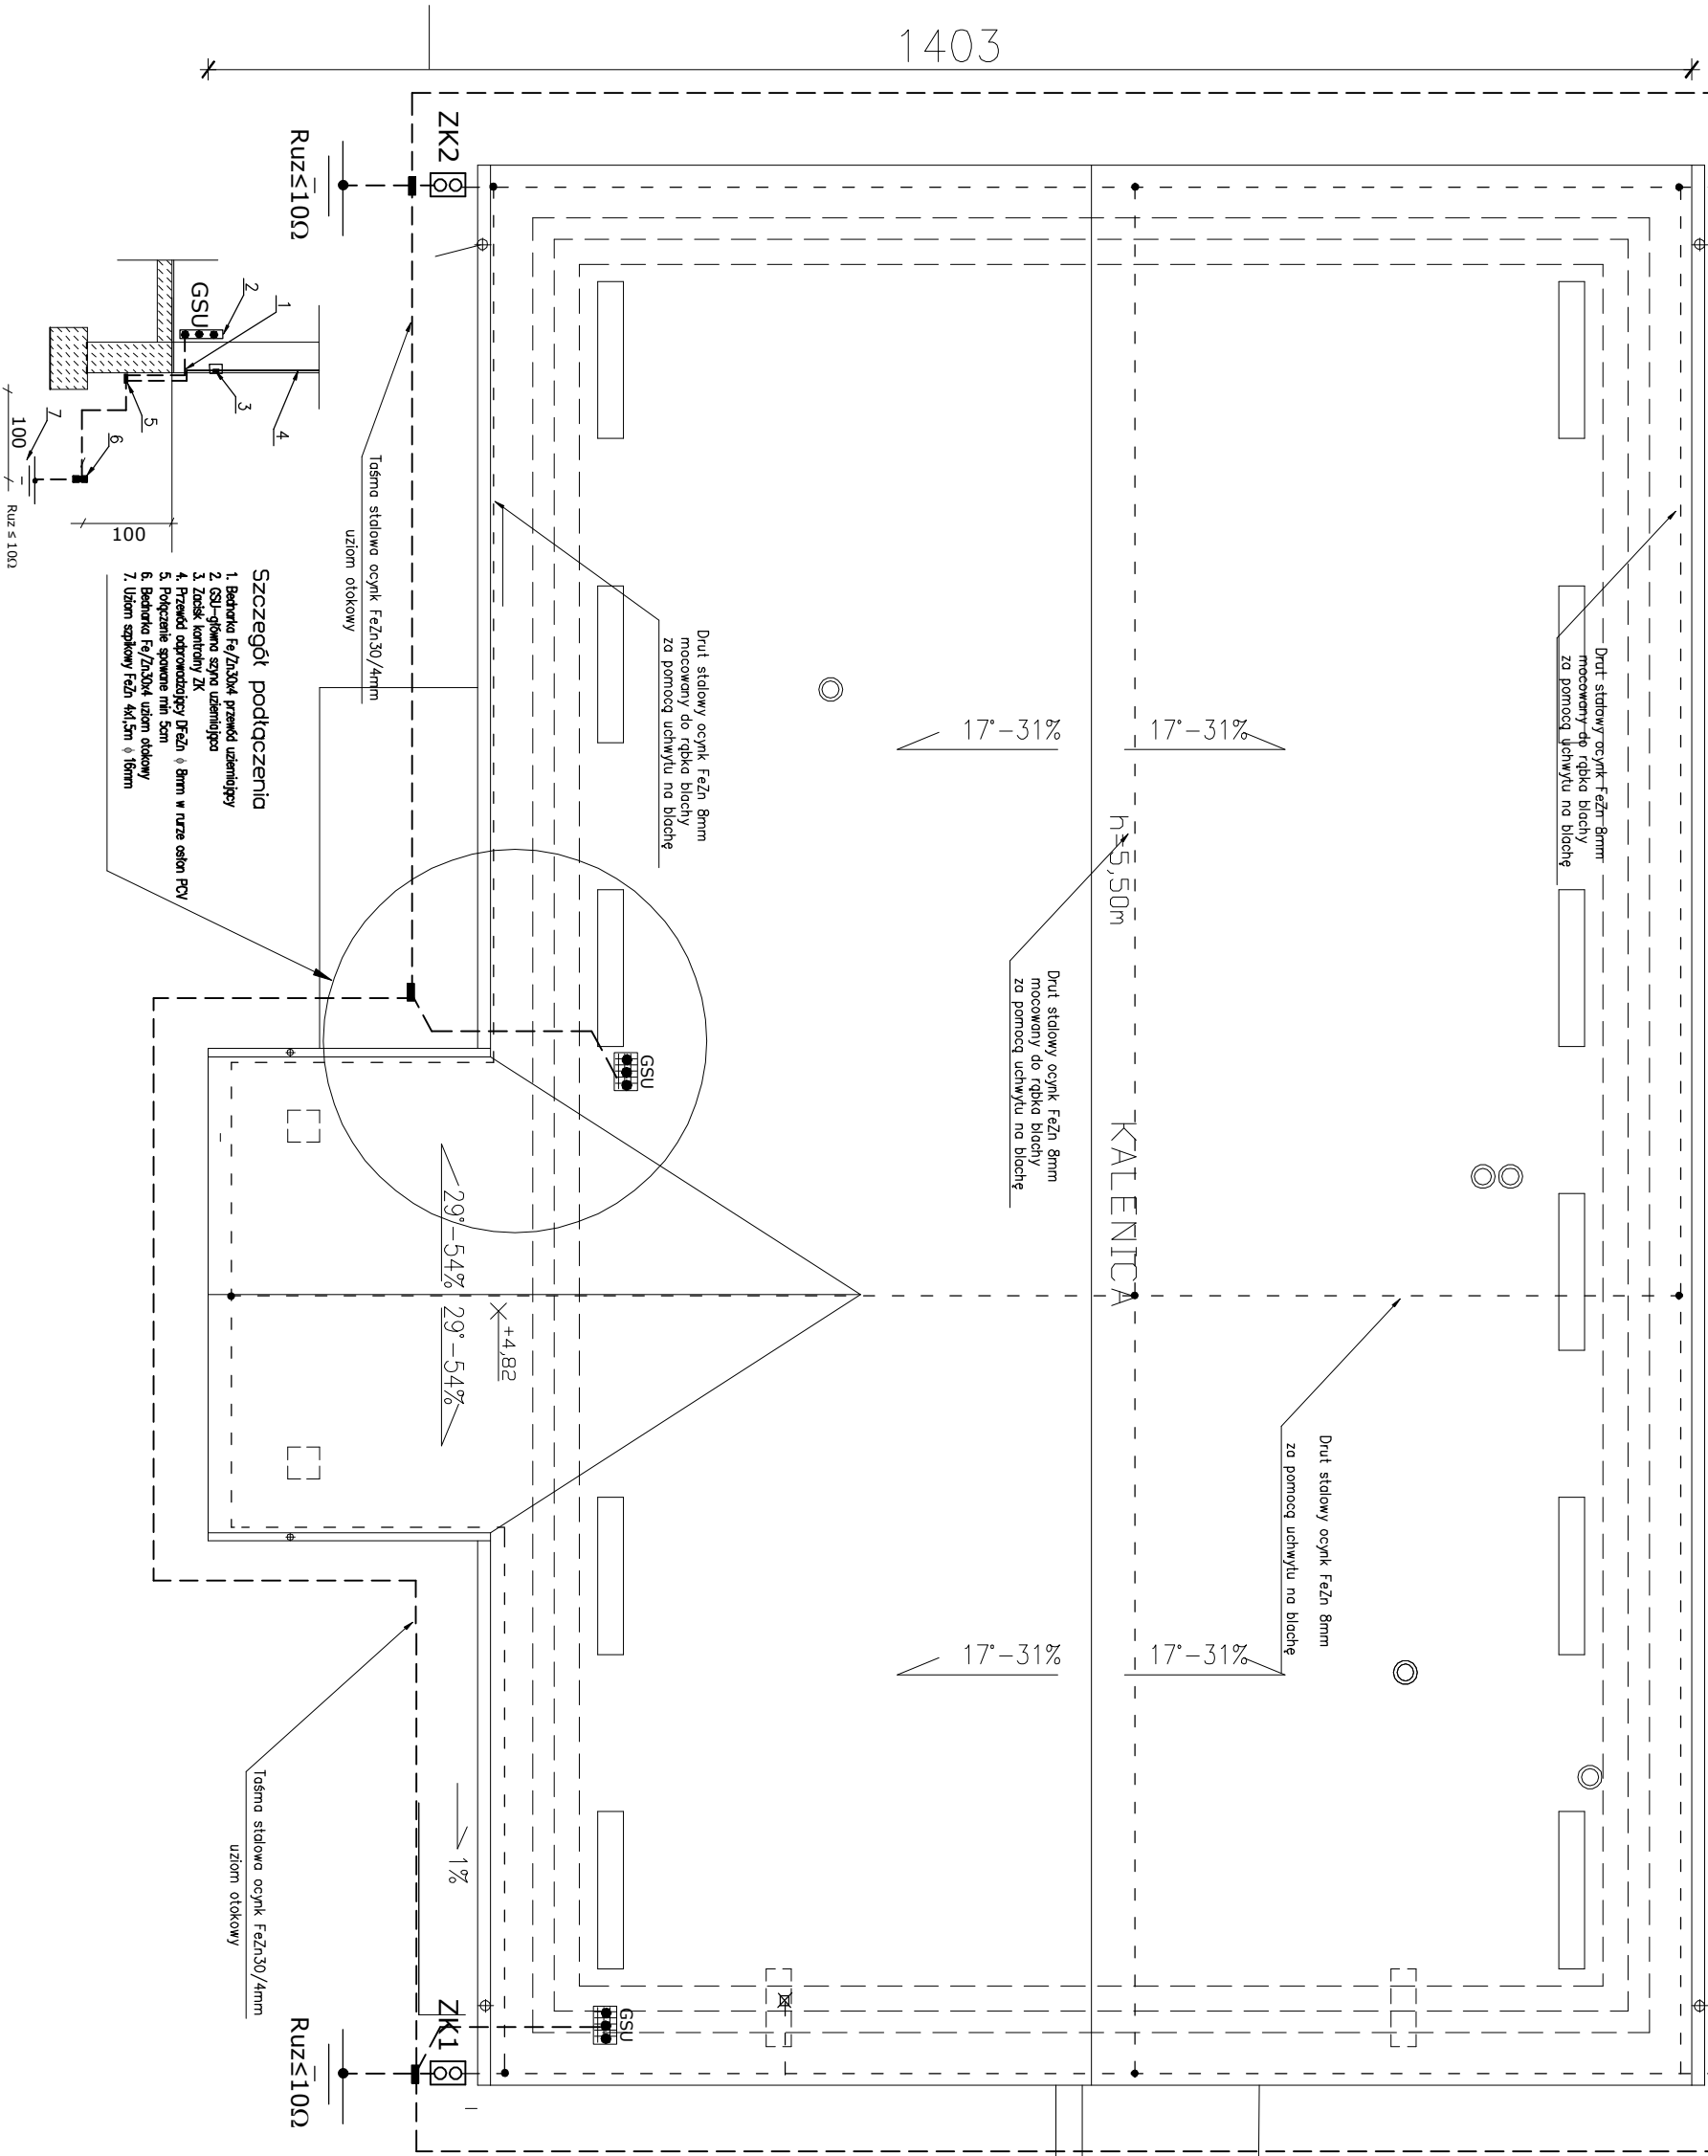 1403
ZK2
Ruz≤10Ω
GSU
1
2
3
4
5
6
7
100
100
Ruz ≤ 10Ω
Szczegół podłączenia
1. Bednarka Fe/Zn30x4 przewód uziemiający
2. GSU-główna szyna uziemiająca
3. Zacisk kontrolny ZK
4. Przewód odprowadzający DFeZn ϕ 8mm w rurze osłon PCV
5. Połączenie spawane min 5cm
6. Bednarka Fe/Zn30x4 uziom otokowy
7. Uziom szpilkowy FeZn 4x1,5m ϕ 16mm
Taśma stalowa ocynk FeZn30/4mm
uziom otokowy
Drut stalowy ocynk FeZn 8mm
mocowany do rąbka blachy
za pomocą uchwytu na blachę
Drut stalowy ocynk FeZn 8mm
mocowany do rąbka blachy
za pomocą uchwytu na blachę
17°-31%
17°-31%
h=5,50m
KALENICA
Drut stalowy ocynk FeZn 8mm
mocowany do rąbka blachy
za pomocą uchwytu na blachę
GSU
29°-54%
29°-54%
+4,82
Drut stalowy ocynk FeZn 8mm
za pomocą uchwytu na blachę
17°-31%
17°-31%
1%
Taśma stalowa ocynk FeZn30/4mm
uziom otokowy
ZK1
GSU
Ruz≤10Ω